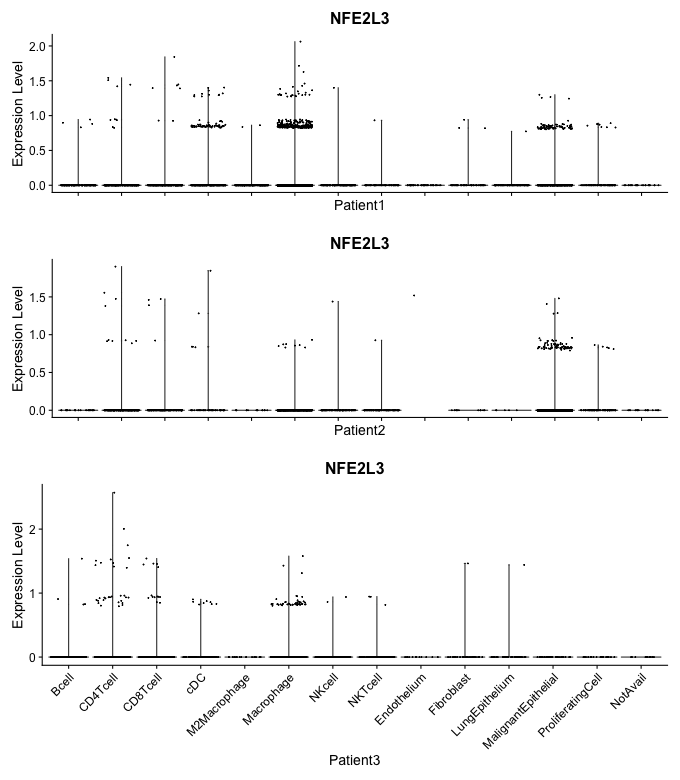 NFE2L3
Expression Level
2.0
1.5
1.0
0.5
0.0
Patient1
NFE2L3
Expression Level
1.5
1.0
0.5
0.0
Patient2
NFE2L3
Expression Level
2
1
0
Bcell
CD4Tcell
CD8Tcell
cDC
M2Macrophage
Macrophage
NKcell
NKTcell
Endothelium
Fibroblast
LungEpithelium
MalignantEpithelial
ProliferatingCell
NotAvail
Patient3